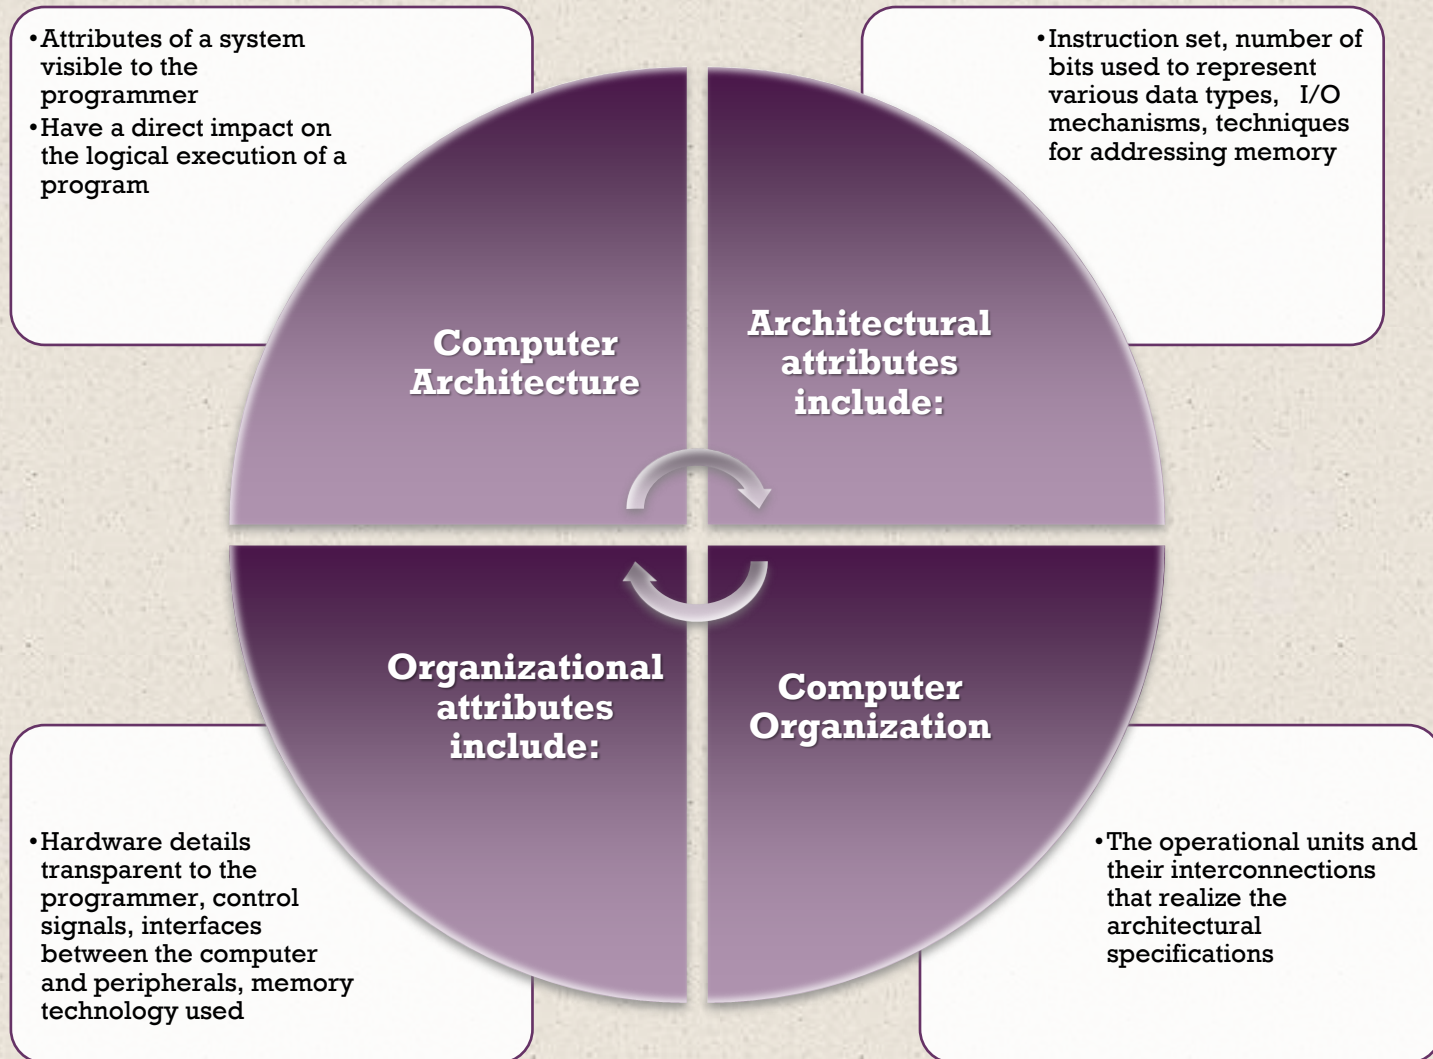 •Attributes of a system
visible to the
programmer
•Have a direct impact on
the logical execution of a
program
Computer
Architecture
•Instruction set, number of
bits used to represent
various data types, I/O
mechanisms, techniques
for addressing memory
Architectural
attributes
include:
Organizational
attributes
include:
•Hardware details
transparent to the
programmer, control
signals, interfaces
between the computer
and peripherals, memory
technology used
Computer
Organization
•The operational units and
their interconnections
that realize the
architectural
specifications